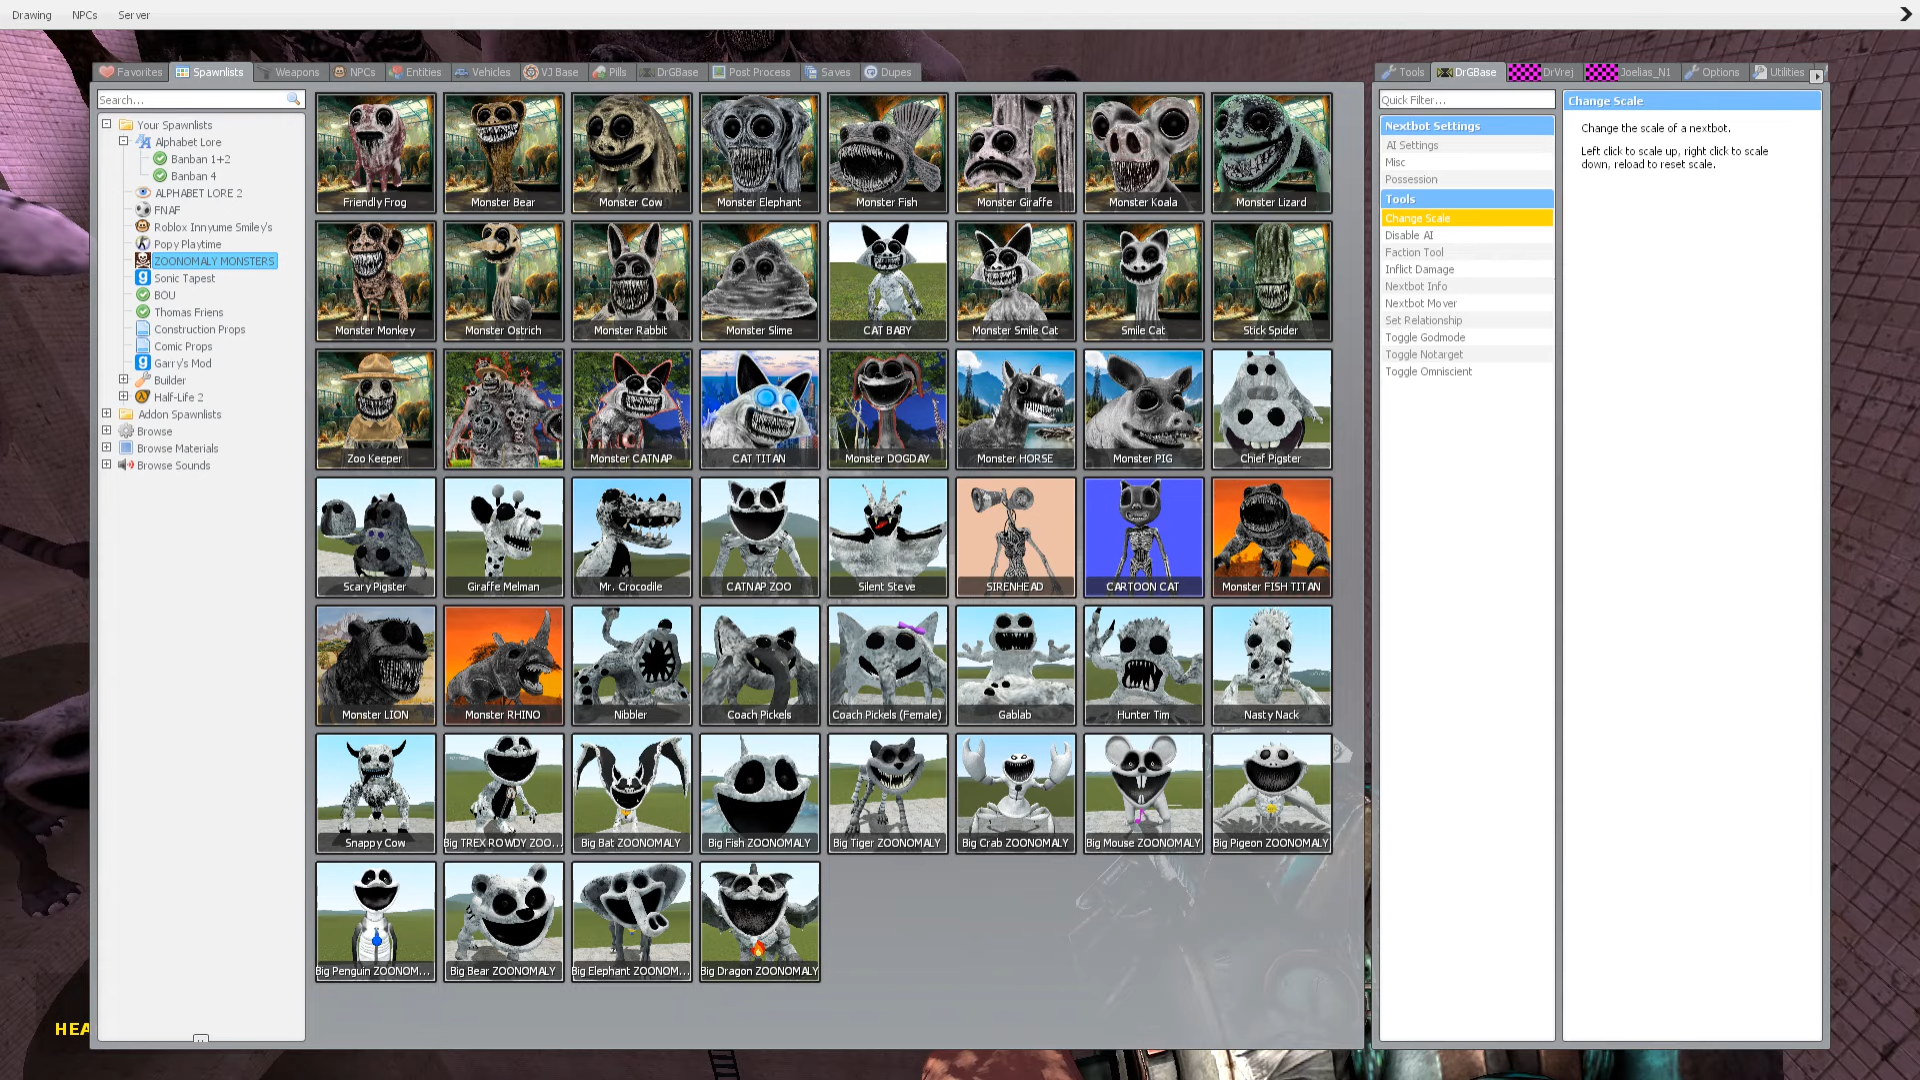 Drawing NPCs Server
Favorites Spawnlists Weapons NPCs Entities Vehicles VJ Base Pills DrGBase Post Process Saves Dupes
Search...
Your Spawnlists
Alphabet Lore
Banban 1+2
Banban 4
ALPHABET LORE 2
FNAF
Roblox Innyume Smiley's
Popy Playtime
ZOONOMALY MONSTERS
Sonic Tapest
BOU
Thomas Friens
Construction Props
Comic Props
Garry's Mod
Builder
Half-Life 2
Addon Spawnlists
Browse
Browse Materials
Browse Sounds
Friendly Frog
Monster Bear
Monster Cow
Monster Elephant
Monster Fish
Monster Giraffe
Monster Koala
Monster Lizard
Monster Monkey
Monster Ostrich
Monster Rabbit
Monster Slime
CAT BABY
Monster Smile Cat
Smile Cat
Stick Spider
Zoo Keeper
Monster CATNAP
CAT TITAN
Monster DOGDAY
Monster HORSE
Monster PIG
Chief Pigster
Scary Pigster
Giraffe Melman
Mr. Crocodile
CATNAP ZOO
Silent Steve
SIRENHEAD
CARTOON CAT
Monster FISH TITAN
Monster LION
Monster RHINO
Nibbler
Coach Pickels
Coach Pickels (Female)
Gablab
Hunter Tim
Nasty Nack
Snappy Cow
Big TREX ROWDY ZOO...
Big Bat ZOONOMALY
Big Fish ZOONOMALY
Big Tiger ZOONOMALY
Big Crab ZOONOMALY
Big Mouse ZOONOMALY
Big Pigeon ZOONOMALY
Big Penguin ZOONOM...
Big Bear ZOONOMALY
Big Elephant ZOONOM...
Big Dragon ZOONOMALY
HEA
Tools DrGBase DrVrej Joelias_N1 Options Utilities
Quick Filter...
Nextbot Settings
AI Settings
Misc
Possession
Tools
Change Scale
Disable AI
Faction Tool
Inflict Damage
Nextbot Info
Nextbot Mover
Set Relationship
Toggle Godmode
Toggle Notarget
Toggle Omniscient
Change Scale
Change the scale of a nextbot.
Left click to scale up, right click to scale
down, reload to reset scale.